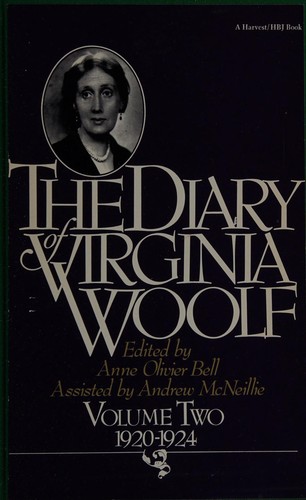 A Harvest/HBJ Book
THE DIARY
of VIRGINIA
WOOLF
Edited by
Anne Olivier Bell
Assisted by Andrew McNeillie
VOLUME TWO
1920-1924